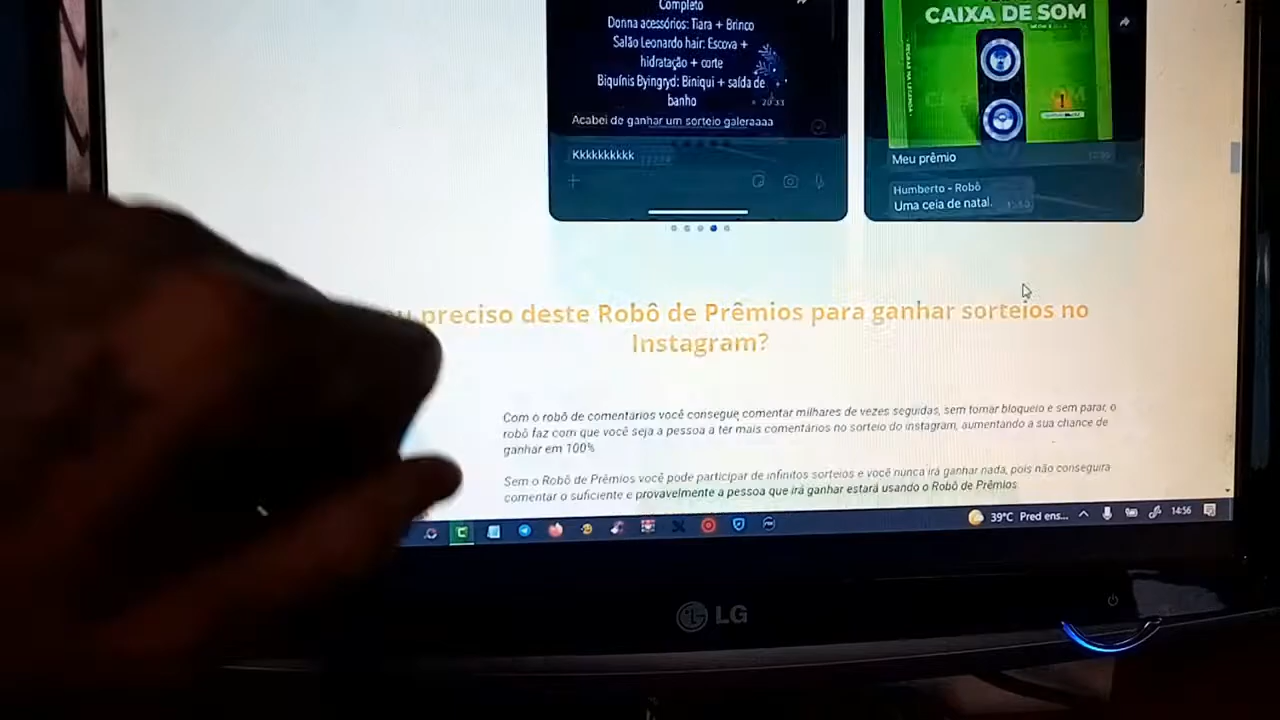 Completo
Donna acessórios: Tiara + Brinco
Salão Leonardo hair: Escova +
hidratação + corte
Biquínis Byingryd: Biniqui + saída de
banho
20:33
Acabei de ganhar um sorteio galeraaaa
Kkkkkkkkkk
CAIXA DE SOM
Meu prêmio
Humberto - Robô
Uma ceia de natal.
preciso deste Robô de Prêmios para ganhar sorteios no
Instagram?
Com o robô de comentários você consegue comentar milhares de vezes seguidas, sem tomar bloqueio e sem parar, o
robô faz com que você seja a pessoa a ter mais comentários no sorteio do instagram, aumentando a sua chance de
ganhar em 100%
Sem o Robô de Prêmios você pode participar de infinitos sorteios e você nunca irá ganhar nada, pois não conseguira
comentar o suficiente e provavelmente a pessoa que irá ganhar estará usando o Robô de Prêmios
39°C Pred ens... 14:56
LG